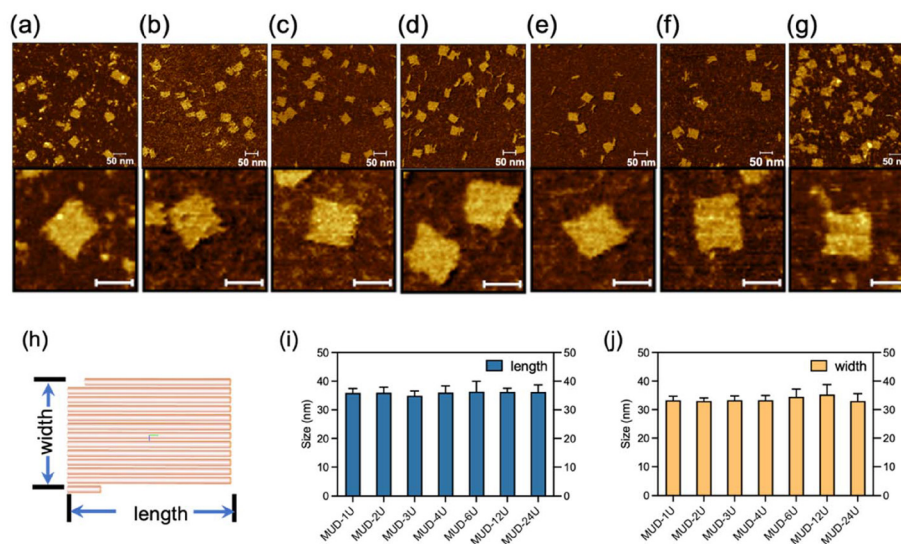 (a) (b) (c) (d) (e) (f) (g)
50 nm 50 nm 50 nm 50 nm 50 nm 50 nm 50 nm
(h)
width
length
(i)
length
Size (nm)
50 50
40 40
30 30
20 20
10 10
0 0
MUD-1U MUD-2U MUD-3U MUD-4U MUD-6U MUD-12U MUD-24U
(j)
width
Size (nm)
50 50
40 40
30 30
20 20
10 10
0 0
MUD-1U MUD-2U MUD-3U MUD-4U MUD-6U MUD-12U MUD-24U